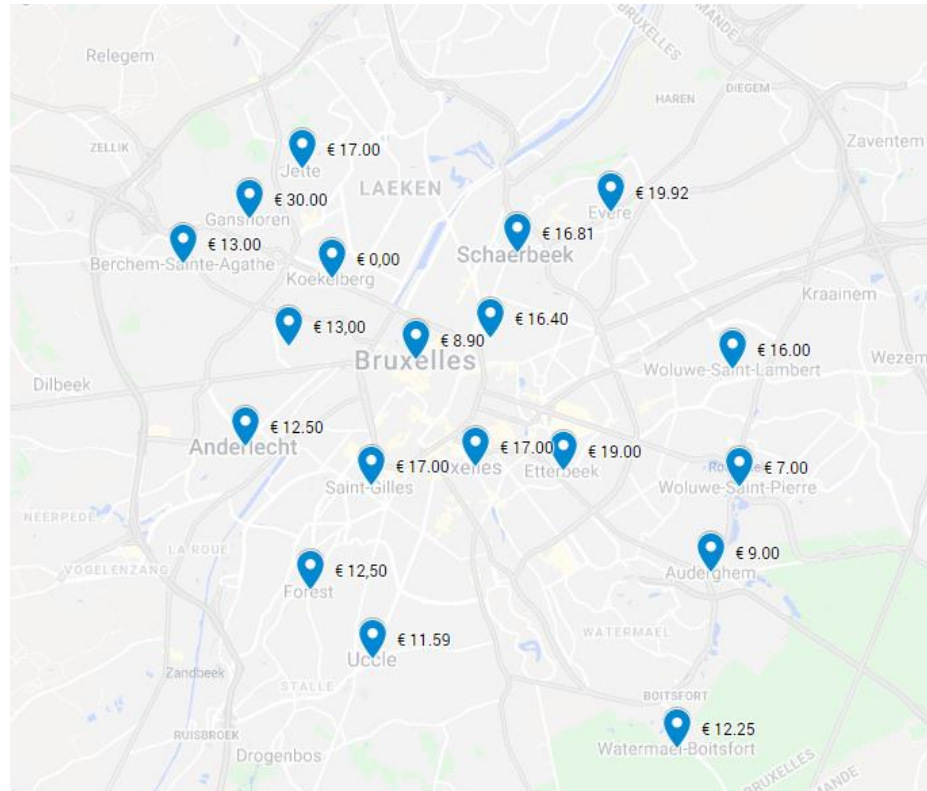 BRUXELLES
MANDE
Relegem
DIEGEM
HAREN
Zaventem
ZELLIK
€ 17.00
Jette
LAEKEN
€ 19.92
Evere
€ 30.00
Ganshoren
€ 16.81
Schaerbeek
€ 13.00
Berchem-Sainte-Agathe
€ 0,00
Koekelberg
Kraainem
€ 13,00
€ 16.40
€ 8.90
Bruxelles
€ 16.00
Woluwe-Saint-Lambert
Wezem
Dilbeek
€ 12.50
Anderlecht
€ 17.00
xelles
€ 19.00
Etterbeek
€ 17.00
Saint-Gilles
€ 7.00
Woluwe-Saint-Pierre
NEERPEDE
LA ROUE
VOGELENZANG
€ 9.00
Auderghem
€ 12,50
Forest
WATERMAEL
€ 11.59
Uccle
Zandbeek
STALLE
BOITSFORT
RUISBROEK
€ 12.25
Watermael-Boitsfort
Drogenbos
BRUXELLES
MANDE